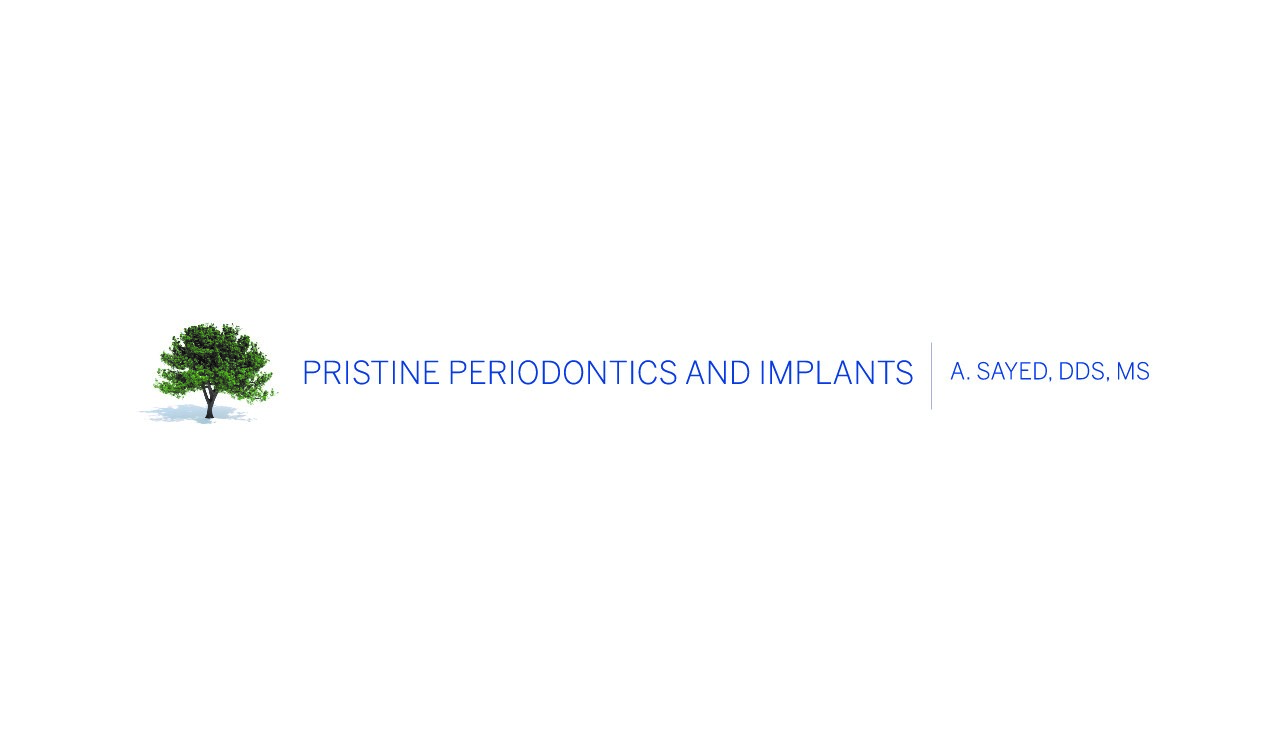 PRISTINE PERIODONTICS AND IMPLANTS A. SAYED, DDS, MS